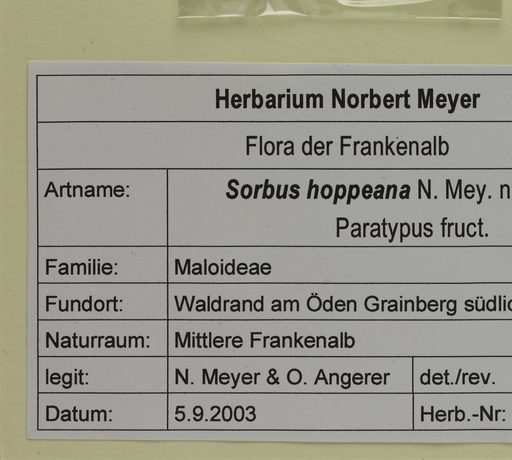 Herbarium Norbert Meyer
Flora der Frankenalb
Artname: Sorbus hoppeana N. Mey. n
Paratypus fruct.
Familie: Maloideae
Fundort: Waldrand am Öden Grainberg südlic
Naturraum: Mittlere Frankenalb
legit: N. Meyer & O. Angerer det./rev.
Datum: 5.9.2003 Herb.-Nr: